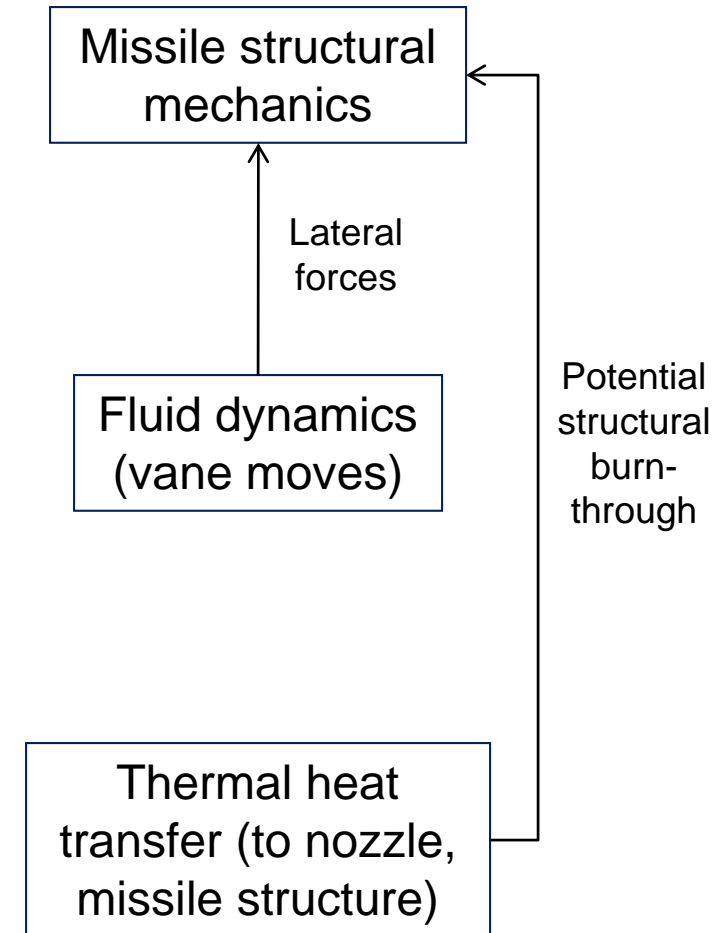 Missile structural
mechanics
Lateral
forces
Fluid dynamics
(vane moves)
Potential
structural
burn-
through
Thermal heat
transfer (to nozzle,
missile structure)